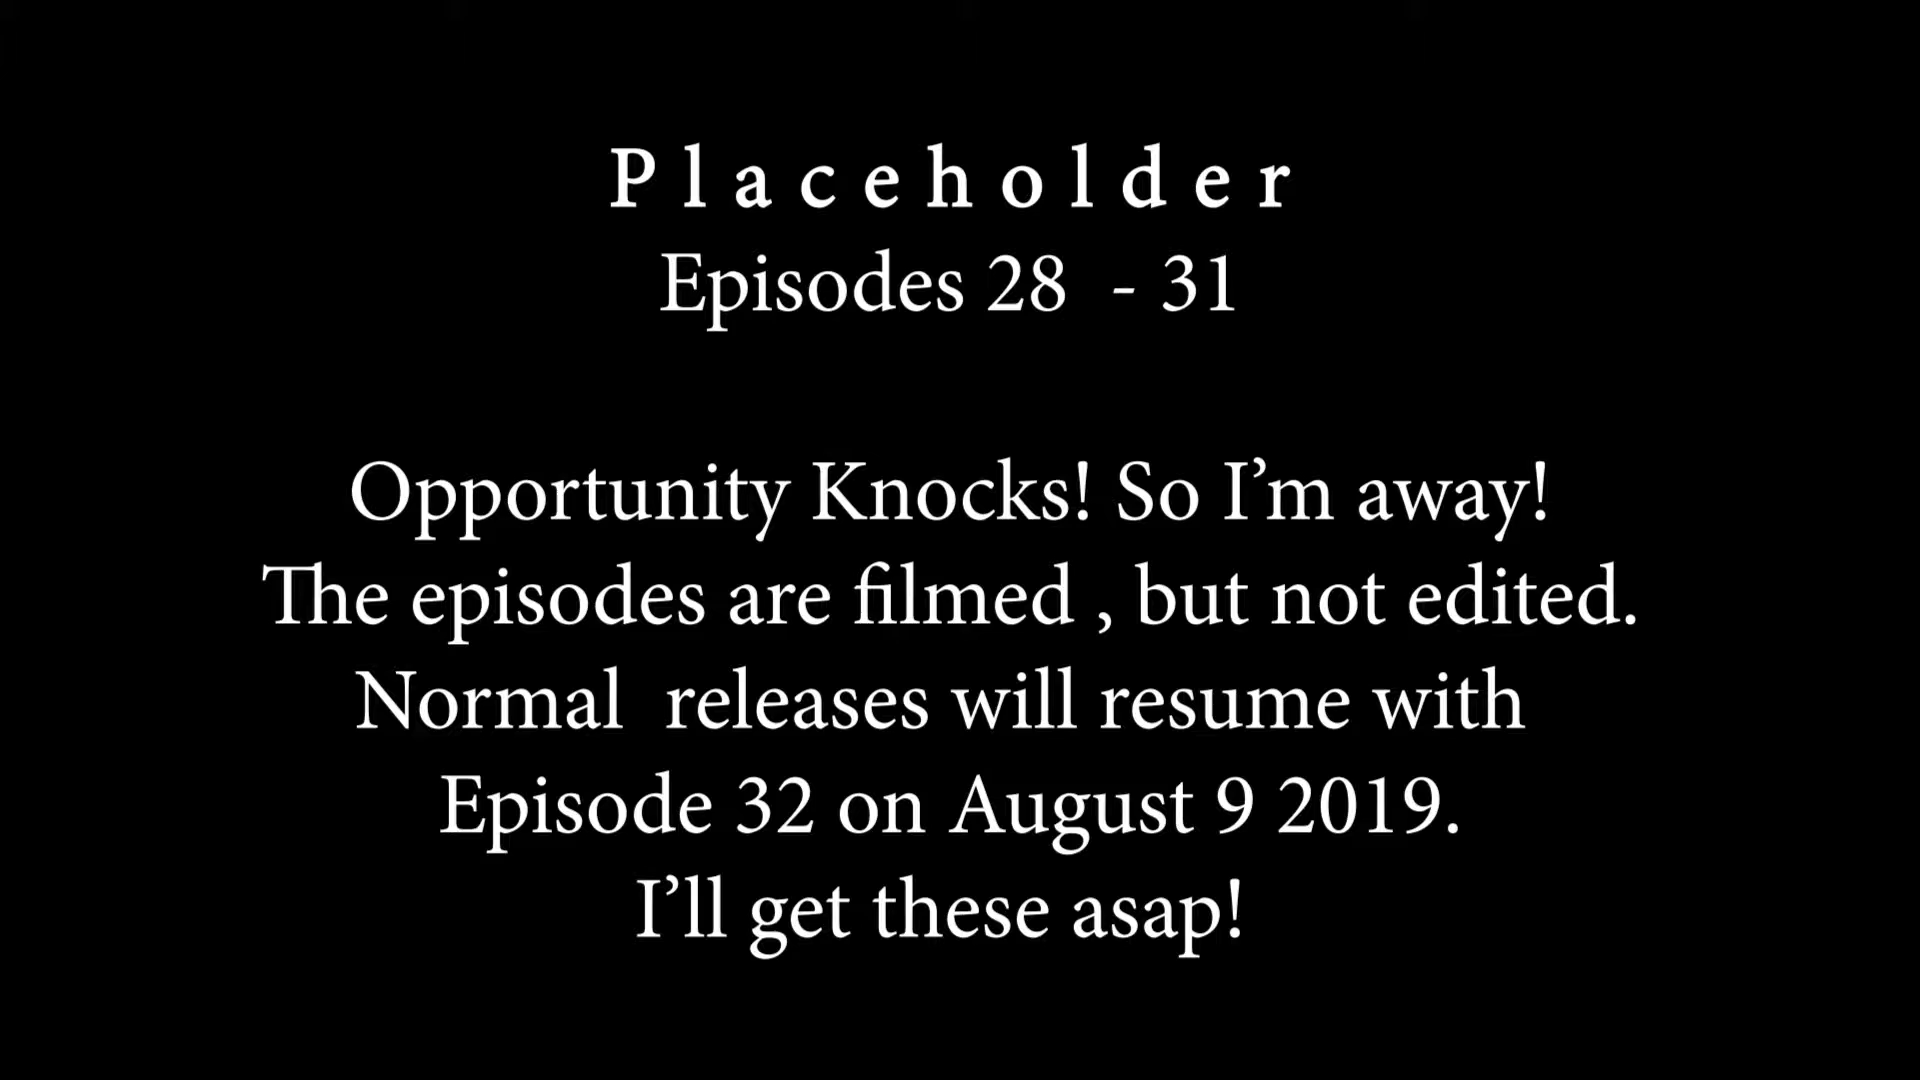 Placeholder
Episodes 28 - 31
Opportunity Knocks! So I’m away!
The episodes are filmed , but not edited.
Normal releases will resume with
Episode 32 on August 9 2019.
I’ll get these asap!